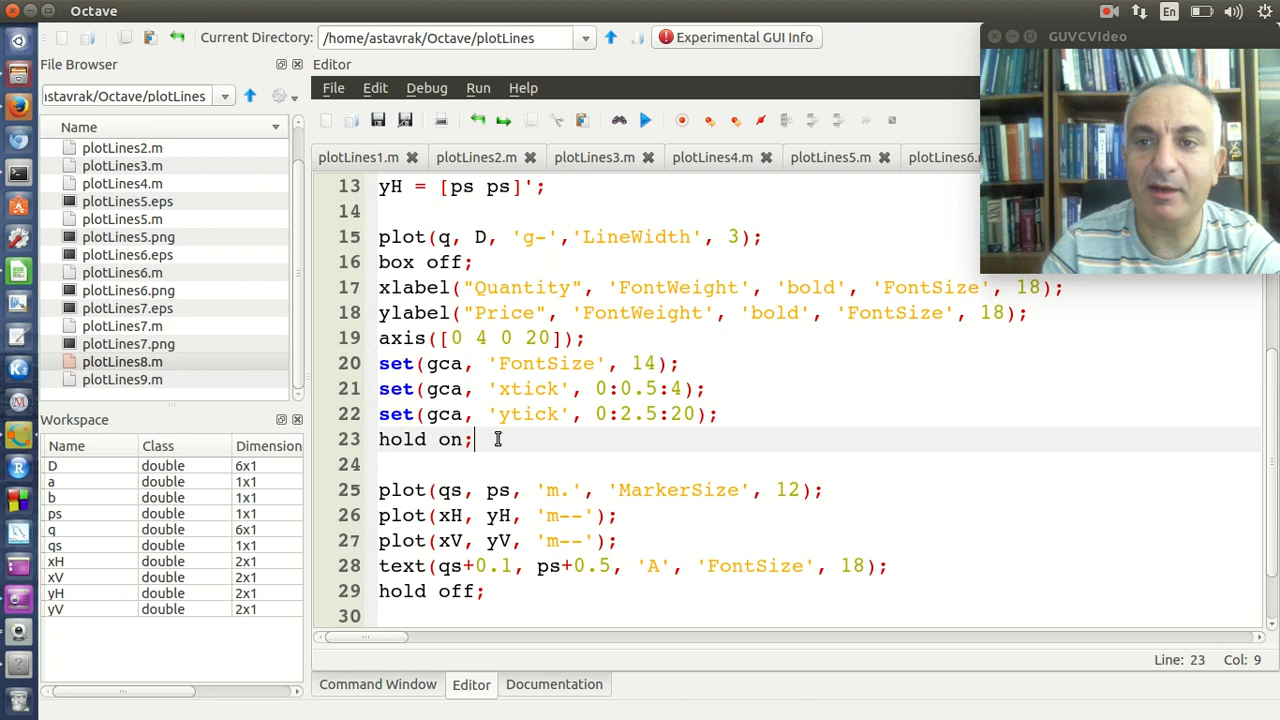 Octave
En
Current Directory:
/home/astavrak/Octave/plotLines
Experimental GUI Info
GUVCVIdeo
File Browser
Editor
astavrak/Octave/plotLines
File Edit Debug Run Help
Name
plotLines2.m
plotLines3.m
plotLines4.m
plotLines5.eps
plotLines5.m
plotLines5.png
plotLines6.eps
plotLines6.m
plotLines6.png
plotLines7.eps
plotLines7.m
plotLines7.png
plotLines8.m
plotLines9.m
plotLines1.m plotLines2.m plotLines3.m plotLines4.m plotLines5.m plotLines6.
13 yH = [ps ps]';
14
15 plot(q, D, 'g-','LineWidth', 3);
16 box off;
17 xlabel("Quantity", 'FontWeight', 'bold', 'FontSize', 18);
18 ylabel("Price", 'FontWeight', 'bold', 'FontSize', 18);
19 axis([0 4 0 20]);
20 set(gca, 'FontSize', 14);
21 set(gca, 'xtick', 0:0.5:4);
22 set(gca, 'ytick', 0:2.5:20);
23 hold on;
24
25 plot(qs, ps, 'm.', 'MarkerSize', 12);
26 plot(xH, yH, 'm--');
27 plot(xV, yV, 'm--');
28 text(qs+0.1, ps+0.5, 'A', 'FontSize', 18);
29 hold off;
30
Workspace
Name Class Dimension
D double 6x1
a double 1x1
b double 1x1
ps double 1x1
q double 6x1
qs double 1x1
xH double 2x1
xV double 2x1
yH double 2x1
yV double 2x1
Line: 23 Col: 9
Command Window Editor Documentation